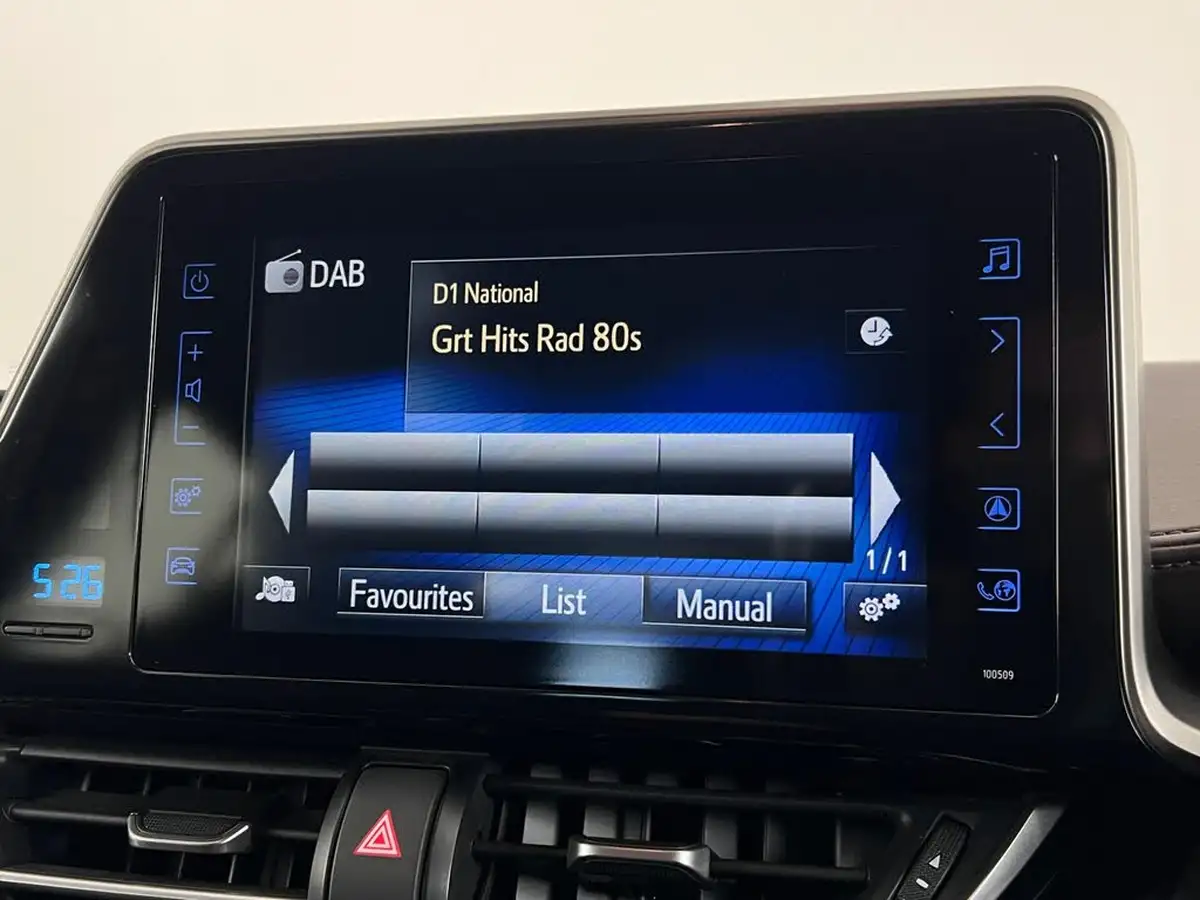 DAB
D1 National
Grt Hits Rad 80s
1/1
Favourites
List
Manual
5 26
100509